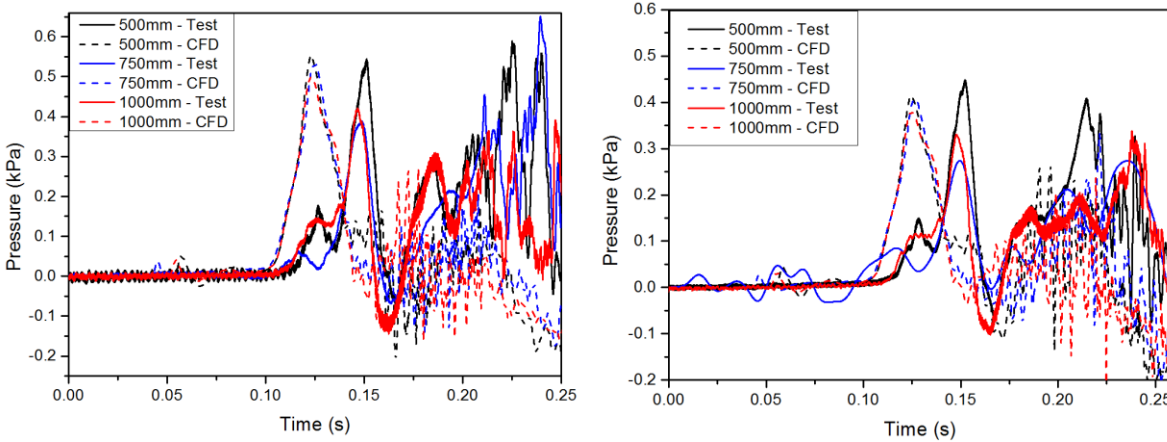 500mm - Test
500mm - CFD
750mm - Test
750mm - CFD
1000mm - Test
1000mm - CFD
Pressure (kPa)
0.6
0.5
0.4
0.3
0.2
0.1
0.0
-0.1
-0.2
0.00 0.05 0.10 0.15 0.20 0.25
Time (s)
500mm - Test
500mm - CFD
750mm - Test
750mm - CFD
1000mm - Test
1000mm - CFD
Pressure (kPa)
0.6
0.5
0.4
0.3
0.2
0.1
0.0
-0.1
-0.2
0.00 0.05 0.10 0.15 0.20 0.25
Time (s)